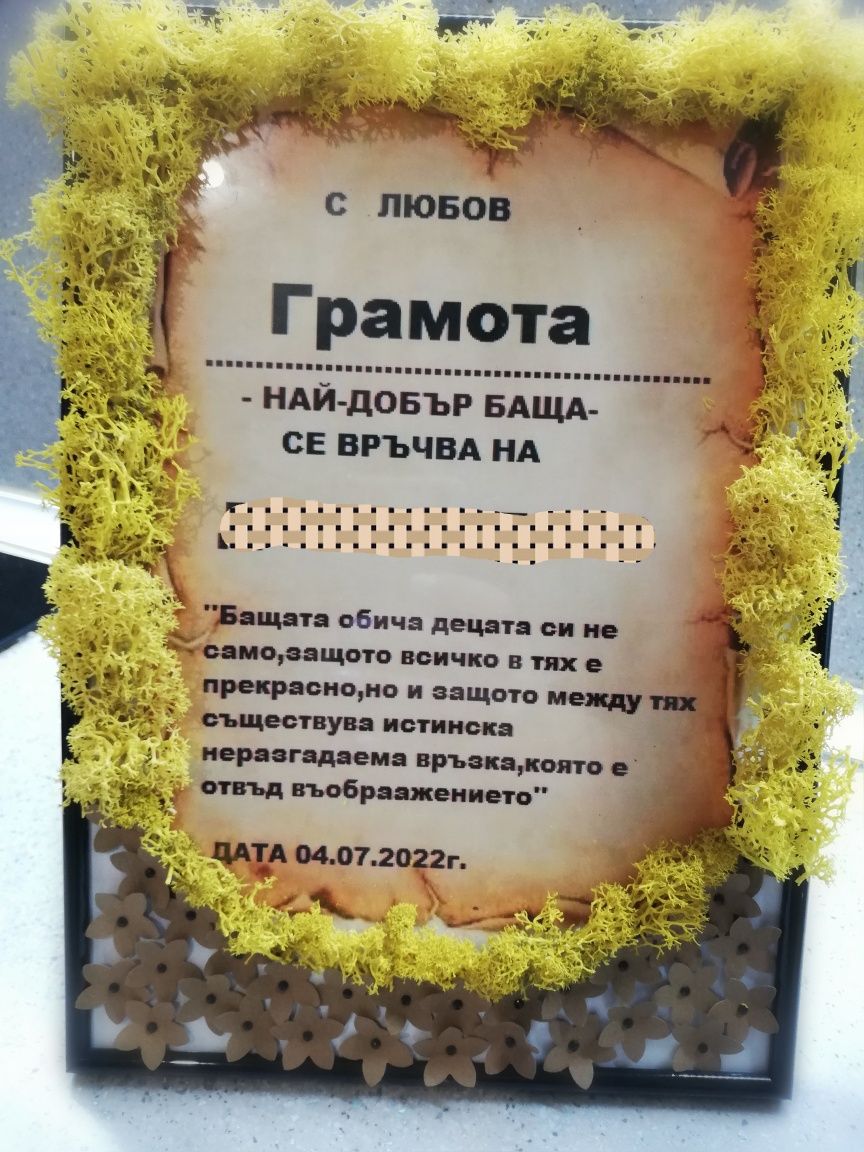 С ЛЮБОВ
Грамота
- НАЙ-ДОБЪР БАЩА-
СЕ ВРЪЧВА НА
"Бащата обича децата си не
само,защото всичко в тях е
прекрасно,но и защото между тях
съществува истинска
неразгадаема връзка,която е
отвъд въобраажението"
ДАТА 04.07.2022г.